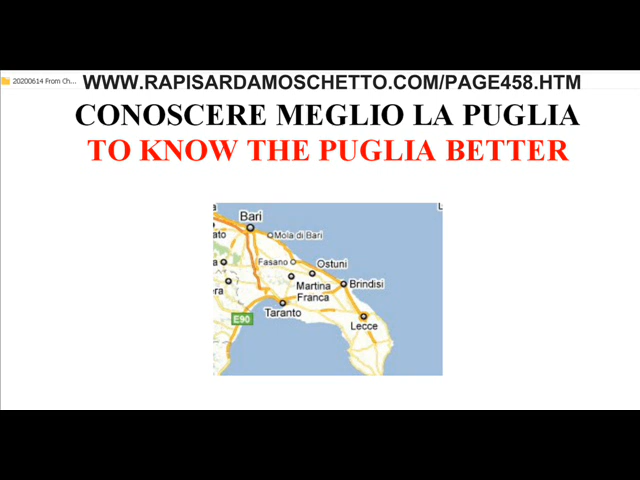 20200614 From Ch...
WWW.RAPISARDAMOSCHETTO.COM/PAGE458.HTM
CONOSCERE MEGLIO LA PUGLIA
TO KNOW THE PUGLIA BETTER
Bari
Mola di Bari
Fasano
Ostuni
Martina
Franca
Brindisi
Taranto
E90
Lecce